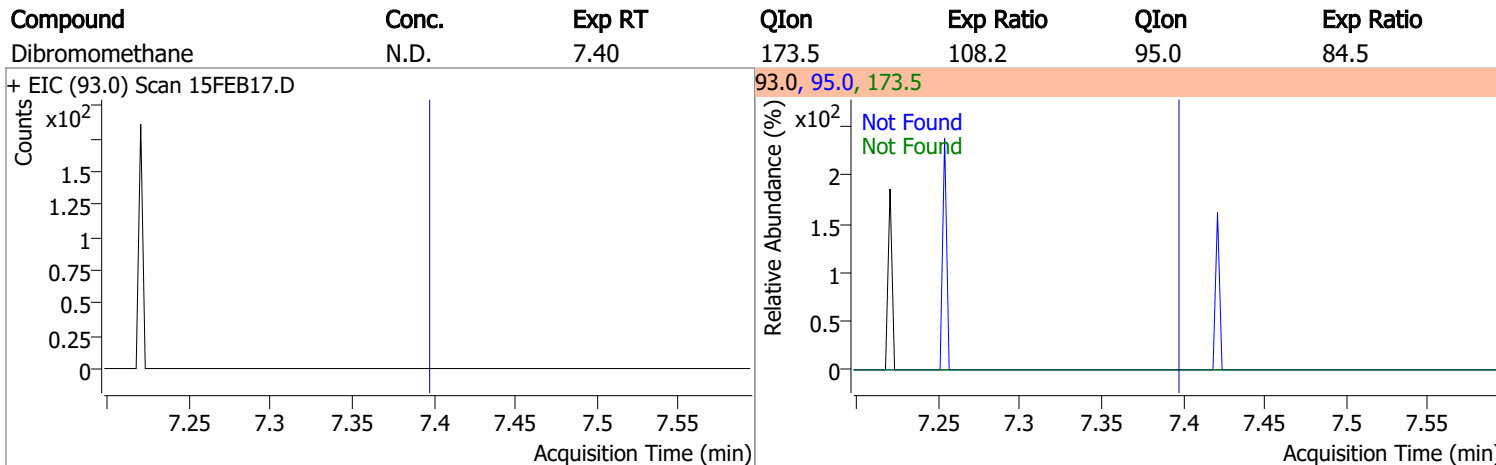 Compound Conc. Exp RT QIon Exp Ratio QIon Exp Ratio
Dibromomethane N.D. 7.40 173.5 108.2 95.0 84.5
+ EIC (93.0) Scan 15FEB17.D
Counts
x10²
1.5
1.25
1
0.75
0.5
0.25
0
7.25 7.3 7.35 7.4 7.45 7.5 7.55
Acquisition Time (min)
93.0, 95.0, 173.5
Relative Abundance (%)
x10²
Not Found
Not Found
2
1.5
1
0.5
0
7.25 7.3 7.35 7.4 7.45 7.5 7.55
Acquisition Time (min)